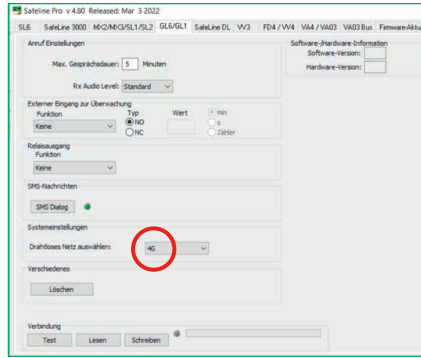 Safeline Pro v 4.80 Released: Mar 3 2022
SL6 SafeLine 3000 MX2/MX3/SL1/SL2 GL6/GL1 SafeLine DL VV3 FD4 / VV4 VA4 / VA03 VA03 Bus Firmware-Aktu
Anruf Einstellungen
Software-/Hardware-Information
Software-Version:
Max. Gesprächsdauer: 5 Minuten
Hardware-Version:
Rx Audio Level: Standard
Externer Eingang zur Überwachung
Funktion Typ Wert min
Keine NO s
NC Zähler
Relaisausgang
Funktion
Keine
SMS-Nachrichten
SMS Dialog
Systemeinstellungen
Drahtloses Netz auswählen: 4G
Verschiedenes
Löschen
Verbindung
Test Lesen Schreiben